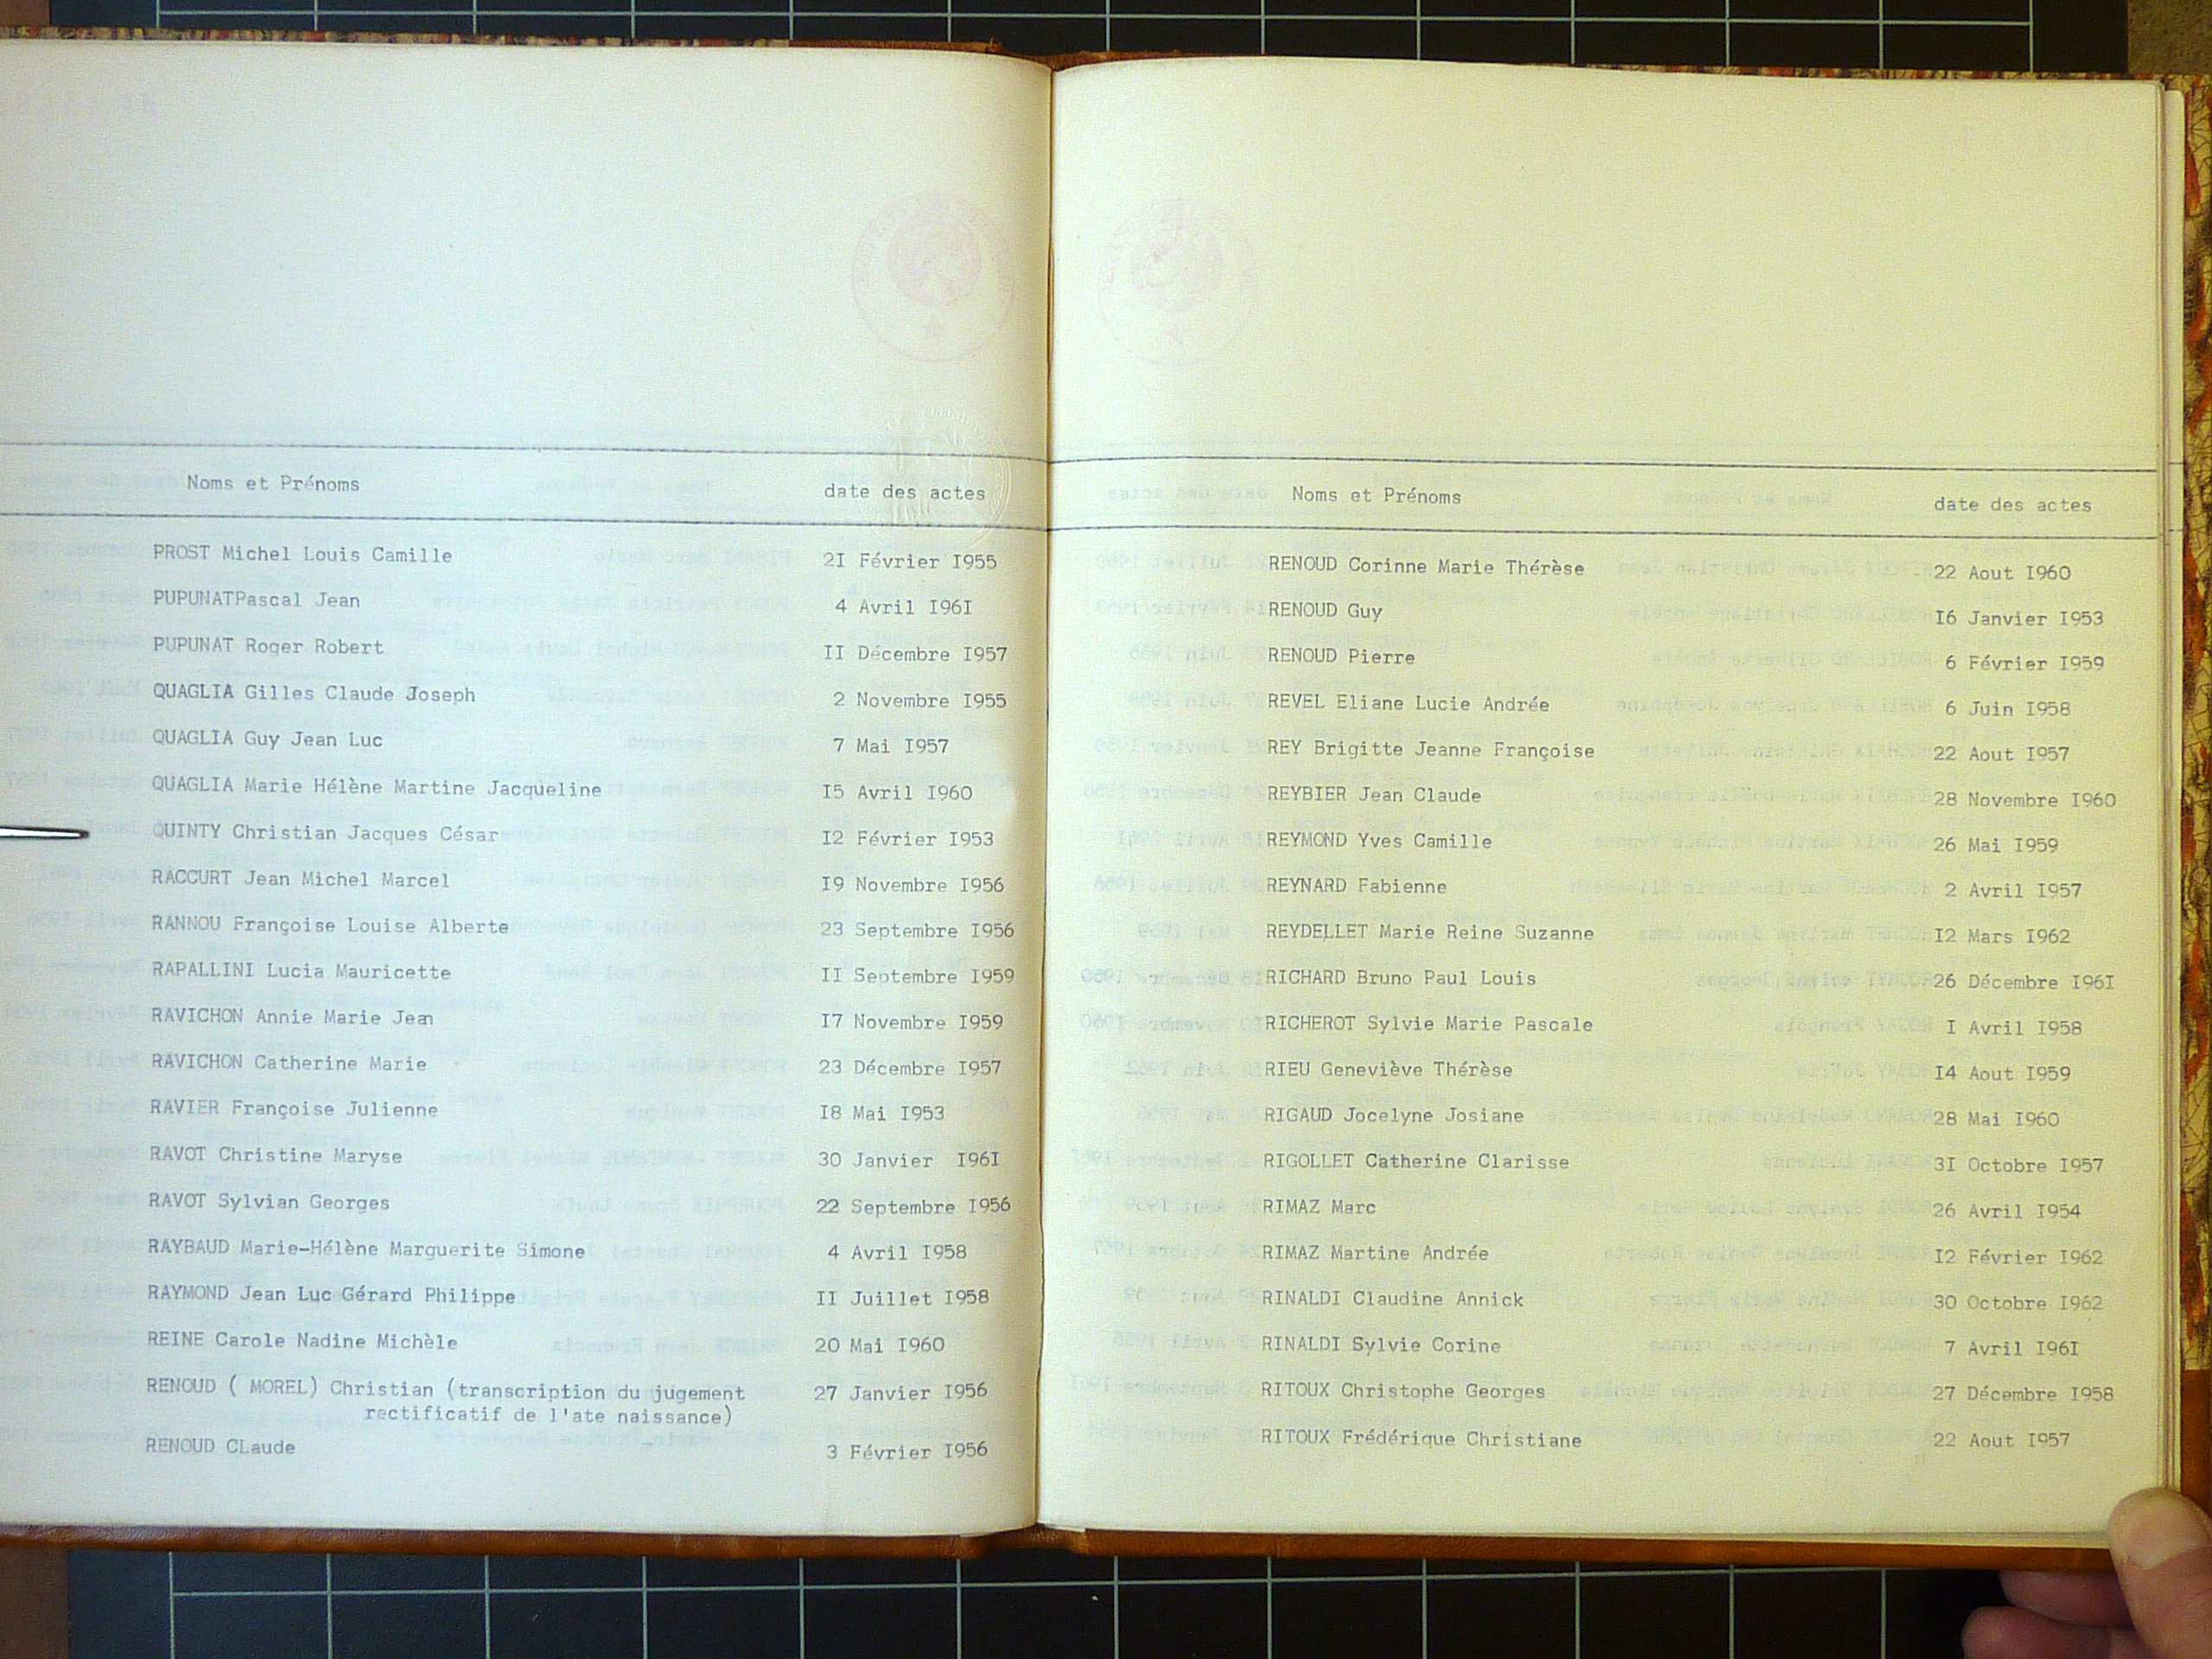 Noms et Prénoms date des actes
PROST Michel Louis Camille 2I Février I955
PUPUNATPascal Jean 4 Avril I96I
PUPUNAT Roger Robert II Décembre I957
QUAGLIA Gilles Claude Joseph 2 Novembre I955
QUAGLIA Guy Jean Luc 7 Mai I957
QUAGLIA Marie Hélène Martine Jacqueline I5 Avril I960
QUINTY Christian Jacques César I2 Février I953
RACCURT Jean Michel Marcel I9 Novembre I956
RANNOU Françoise Louise Alberte 23 Septembre I956
RAPALLINI Lucia Mauricette II Septembre I959
RAVICHON Annie Marie Jean I7 Novembre I959
RAVICHON Catherine Marie 23 Décembre I957
RAVIER Françoise Julienne I8 Mai I953
RAVOT Christine Maryse 30 Janvier I96I
RAVOT Sylvian Georges 22 Septembre I956
RAYBAUD Marie-Hélène Marguerite Simone 4 Avril I958
RAYMOND Jean Luc Gérard Philippe II Juillet I958
REINE Carole Nadine Michèle 20 Mai I960
RENOUD ( MOREL) Christian (transcription du jugement 27 Janvier I956
rectificatif de l'ate naissance)
RENOUD CLaude 3 Février I956
Noms et Prénoms date des actes
RENOUD Corinne Marie Thérèse 22 Aout I960
RENOUD Guy I6 Janvier I953
RENOUD Pierre 6 Février I959
REVEL Eliane Lucie Andrée 6 Juin I958
REY Brigitte Jeanne Françoise 22 Aout I957
REYBIER Jean Claude 28 Novembre I960
REYMOND Yves Camille 26 Mai I959
REYNARD Fabienne 2 Avril I957
REYDELLET Marie Reine Suzanne I2 Mars I962
RICHARD Bruno Paul Louis 26 Décembre I96I
RICHEROT Sylvie Marie Pascale I Avril I958
RIEU Geneviève Thérèse I4 Aout I959
RIGAUD Jocelyne Josiane 28 Mai I960
RIGOLLET Catherine Clarisse 3I Octobre I957
RIMAZ Marc 26 Avril I954
RIMAZ Martine Andrée I2 Février I962
RINALDI Claudine Annick 30 Octobre I962
RINALDI Sylvie Corine 7 Avril I96I
RITOUX Christophe Georges 27 Décembre I958
RITOUX Frédérique Christiane 22 Aout I957